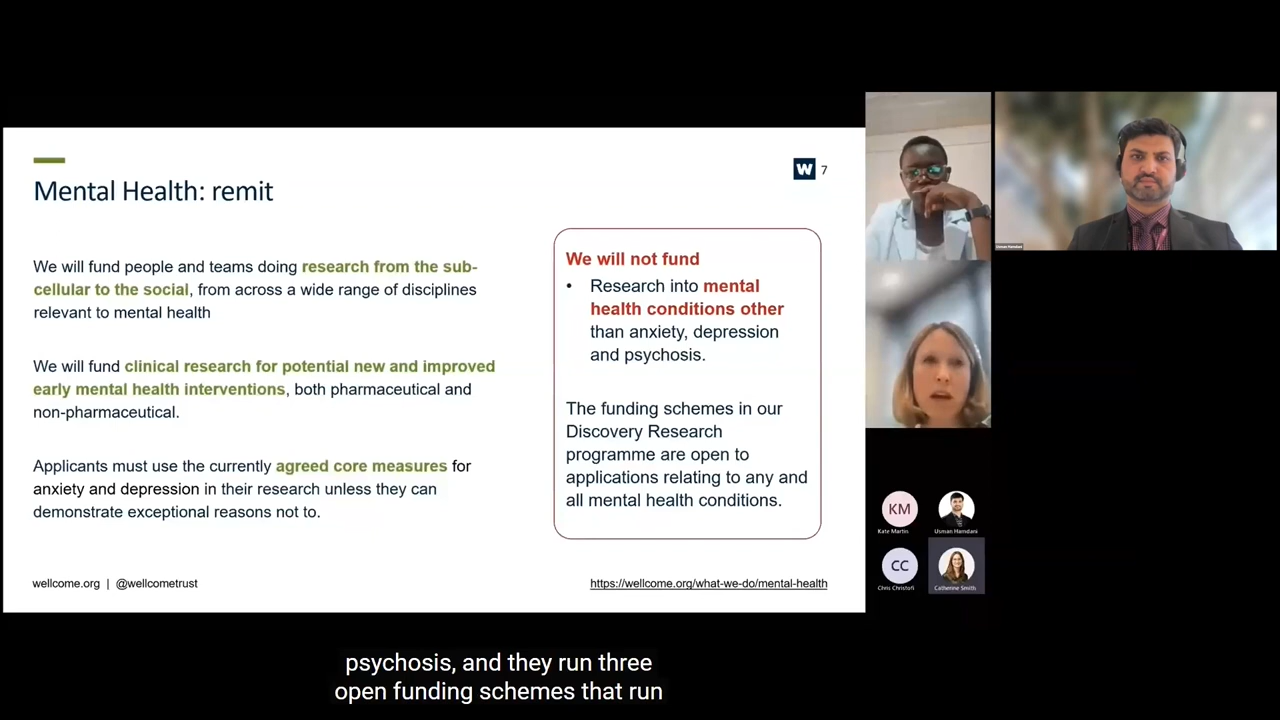 W 7
Mental Health: remit
We will fund people and teams doing research from the sub-
cellular to the social, from across a wide range of disciplines
relevant to mental health
We will fund clinical research for potential new and improved
early mental health interventions, both pharmaceutical and
non-pharmaceutical.
Applicants must use the currently agreed core measures for
anxiety and depression in their research unless they can
demonstrate exceptional reasons not to.
We will not fund
• Research into mental
health conditions other
than anxiety, depression
and psychosis.
The funding schemes in our
Discovery Research
programme are open to
applications relating to any and
all mental health conditions.
wellcome.org | @wellcometrust
https://wellcome.org/what-we-do/mental-health
Usman Hamdani
KM
Kate Martin
Usman Hamdani
CC
Chris Christofi
Catherine Smith
psychosis, and they run three
open funding schemes that run